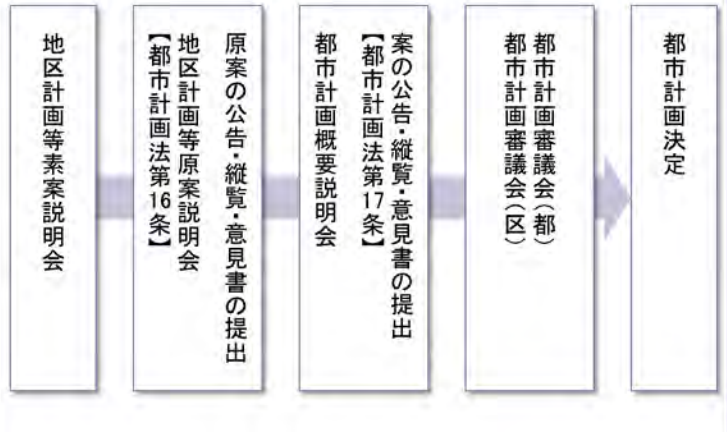 地区計画等素案説明会
原案の公告・縦覧・意見書の提出
地区計画等原案説明会
【都市計画法第16条】
案の公告・縦覧・意見書の提出
【都市計画法第17条】
都市計画概要説明会
都市計画審議会（都）
都市計画審議会（区）
都市計画決定